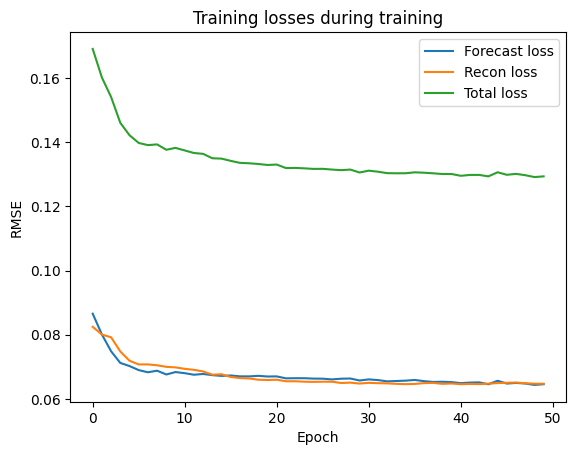 Training losses during training
Forecast loss
Recon loss
Total loss
RMSE
0.16
0.14
0.12
0.10
0.08
0.06
0
10
20
30
40
50
Epoch